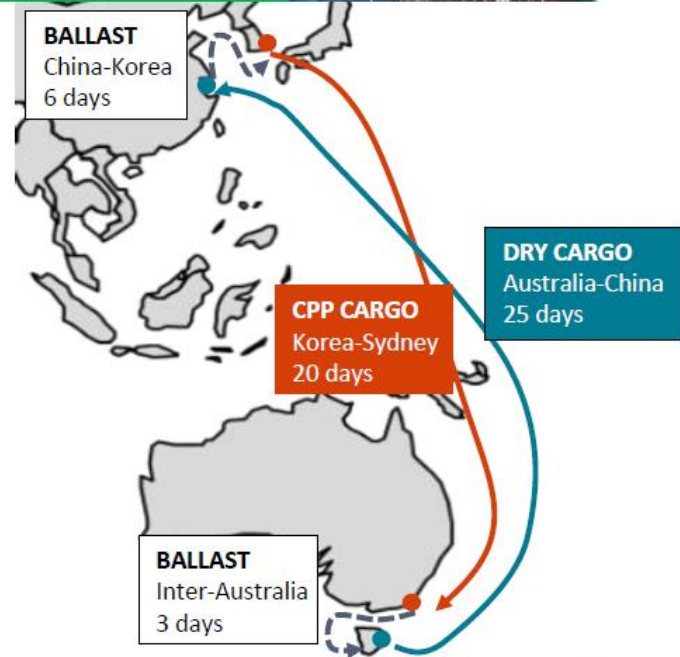 BALLAST
China-Korea
6 days
DRY CARGO
Australia-China
25 days
CPP CARGO
Korea-Sydney
20 days
BALLAST
Inter-Australia
3 days